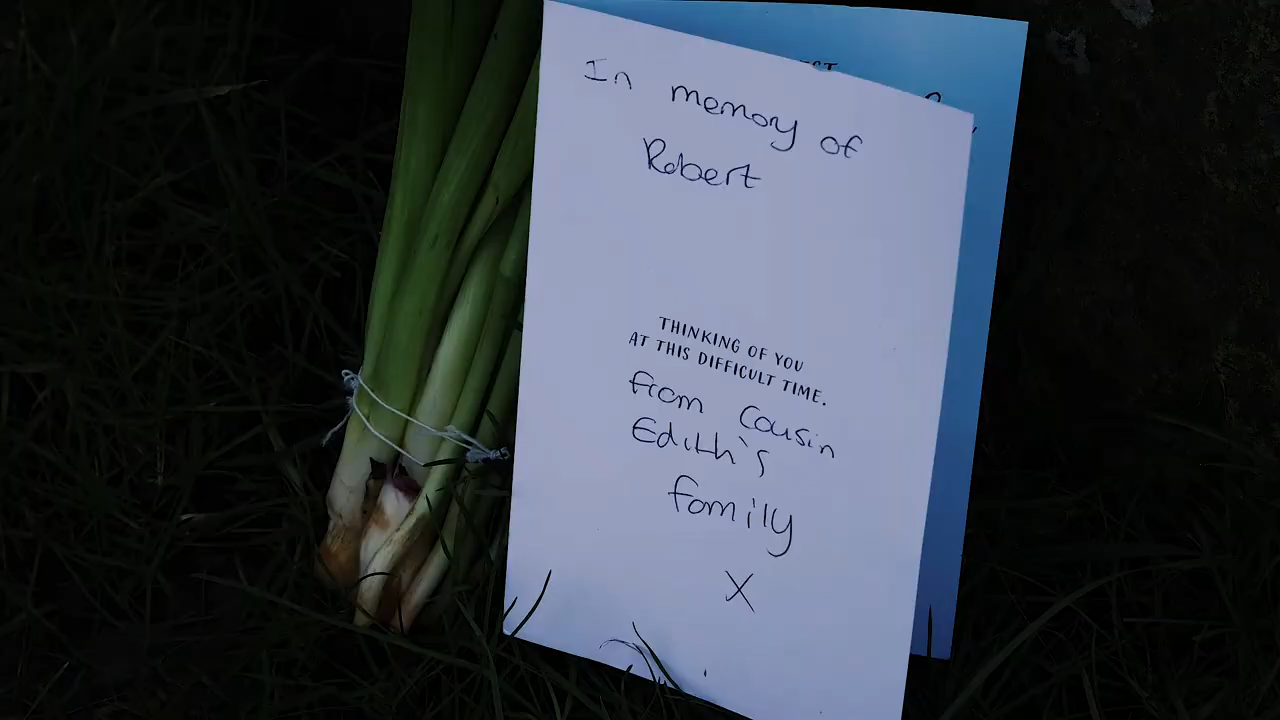 In memory of
Robert
THINKING OF YOU
AT THIS DIFFICULT TIME.
from Cousin
Edith's
family
X